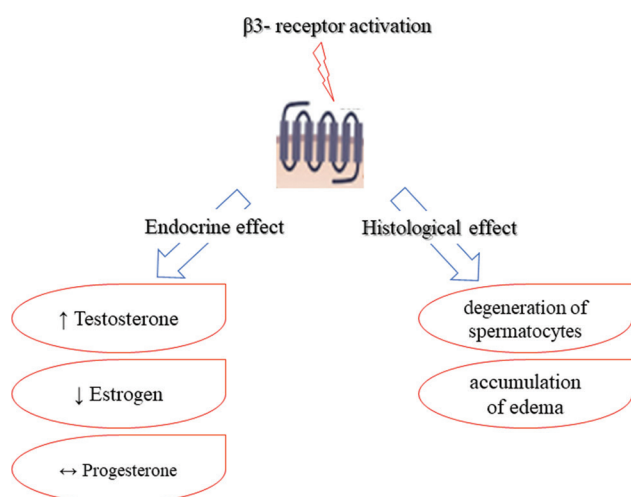 β3- receptor activation
Endocrine effect
Histological effect
↑ Testosterone
↓ Estrogen
↔ Progesterone
degeneration of
spermatocytes
accumulation
of edema